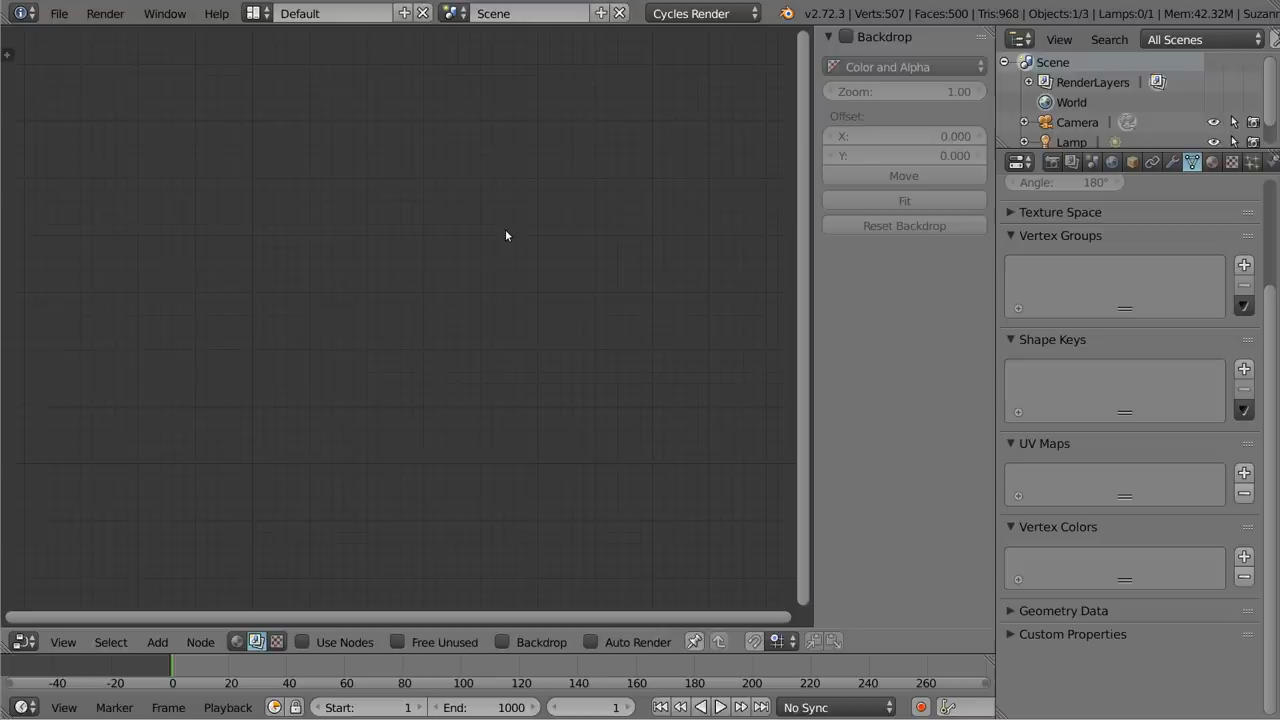 File Render Window Help Default Scene Cycles Render v2.72.3 | Verts:507 | Faces:500 | Tris:968 | Objects:1/3 | Lamps:0/1 | Mem:42.32M | Suzan
Backdrop
Color and Alpha
Zoom: 1.00
Offset:
X: 0.000
Y: 0.000
Move
Fit
Reset Backdrop
View Search All Scenes
Scene
RenderLayers
World
Camera
Lamp
Angle: 180°
Texture Space
Vertex Groups
Shape Keys
UV Maps
Vertex Colors
Geometry Data
Custom Properties
View Select Add Node Use Nodes Free Unused Backdrop Auto Render
-40 -20 0 20 40 60 80 100 120 140 160 180 200 220 240 260
View Marker Frame Playback Start: 1 End: 1000 1 No Sync